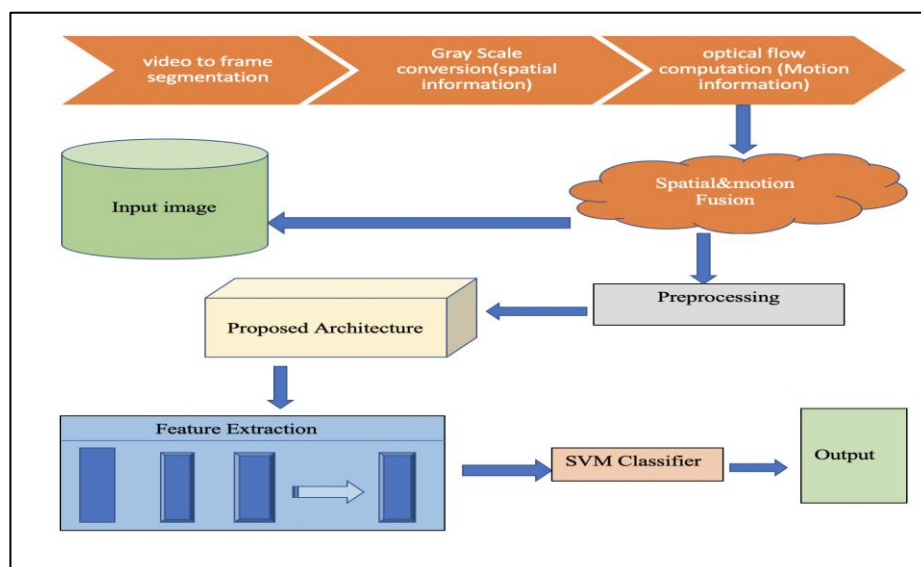 video to frame
segmentation
Gray Scale
conversion(spatial
information)
optical flow
computation (Motion
information)
Spatial&motion
Fusion
Input image
Preprocessing
Proposed Architecture
Feature Extraction
SVM Classifier
Output